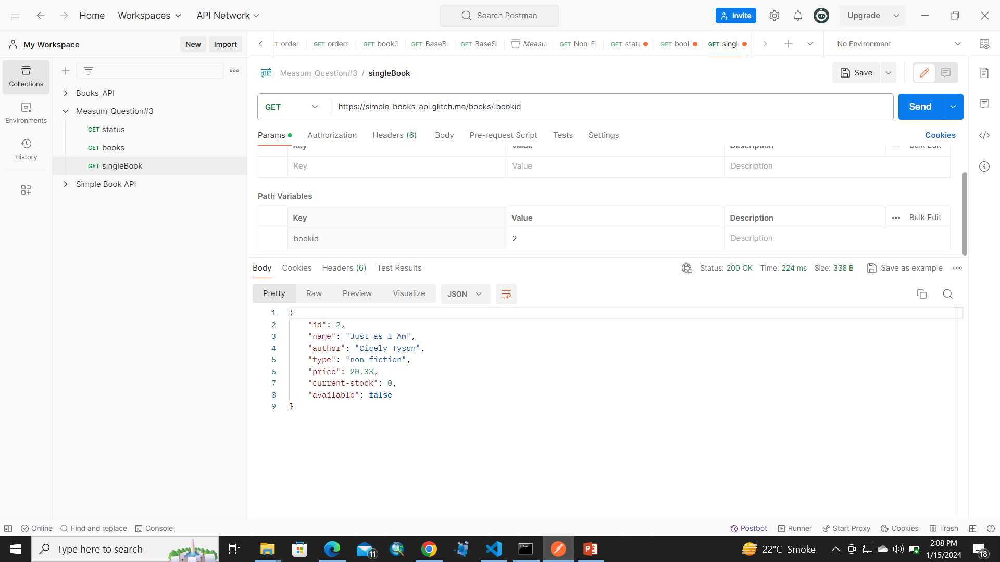 Home
Workspaces
API Network
Search Postman
Invite
Upgrade
My Workspace
New
Import
order
GET orders
GET book3
GET BaseB
GET BaseSi
Measu
GET Non-Fi
GET statu
GET book
GET singl
No Environment
Collections
Environments
History
Books_API
Measum_Question#3
GET status
GET books
GET singleBook
Simple Book API
HTTP
Measum_Question#3 / singleBook
Save
GET
https://simple-books-api.glitch.me/books/:bookid
Send
Params
Authorization
Headers (6)
Body
Pre-request Script
Tests
Settings
Cookies
Key
Value
Description
Bulk Edit
Key
Value
Description
Path Variables
Key
Value
Description
Bulk Edit
bookid
2
Description
Body
Cookies
Headers (6)
Test Results
Status: 200 OK
Time: 224 ms
Size: 338 B
Save as example
Pretty
Raw
Preview
Visualize
JSON
1 {
2 "id": 2,
3 "name": "Just as I Am",
4 "author": "Cicely Tyson",
5 "type": "non-fiction",
6 "price": 20.33,
7 "current-stock": 0,
8 "available": false
9 }
Online
Find and replace
Console
Postbot
Runner
Start Proxy
Cookies
Trash
Type here to search
11
22°C Smoke
2:08 PM
1/15/2024
18